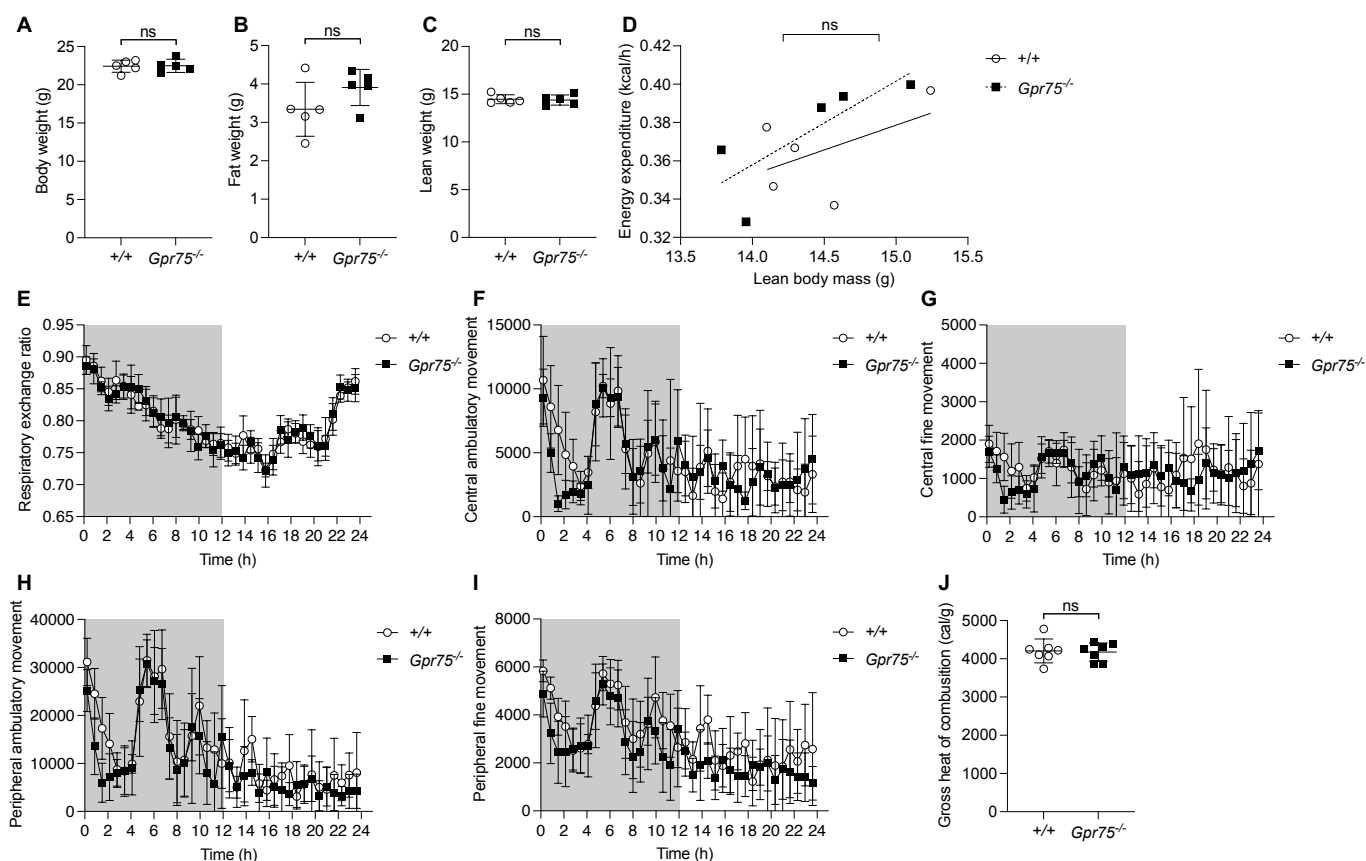 A
ns
Body weight (g)
25
20
15
10
5
0
+/+ Gpr75-/-
B
ns
Fat weight (g)
5
4
3
2
1
0
+/+ Gpr75-/-
C
ns
Lean weight (g)
20
15
10
5
0
+/+ Gpr75-/-
D
ns
Energy expenditure (kcal/h)
0.42
0.40
0.38
0.36
0.34
0.32
13.5 14.0 14.5 15.0 15.5
Lean body mass (g)
+/+
Gpr75-/-
E
Respiratory exchange ratio
0.95
0.90
0.85
0.80
0.75
0.70
0.65
0 2 4 6 8 10 12 14 16 18 20 22 24
Time (h)
+/+
Gpr75-/-
F
Central ambulatory movement
15000
10000
5000
0
0 2 4 6 8 10 12 14 16 18 20 22 24
Time (h)
+/+
Gpr75-/-
G
Central fine movement
5000
4000
3000
2000
1000
0
0 2 4 6 8 10 12 14 16 18 20 22 24
Time (h)
+/+
Gpr75-/-
H
Peripheral ambulatory movement
40000
30000
20000
10000
0
0 2 4 6 8 10 12 14 16 18 20 22 24
Time (h)
+/+
Gpr75-/-
I
Peripheral fine movement
8000
6000
4000
2000
0
0 2 4 6 8 10 12 14 16 18 20 22 24
Time (h)
+/+
Gpr75-/-
J
ns
Gross heat of combusition (cal/g)
5000
4000
3000
2000
1000
0
+/+ Gpr75-/-